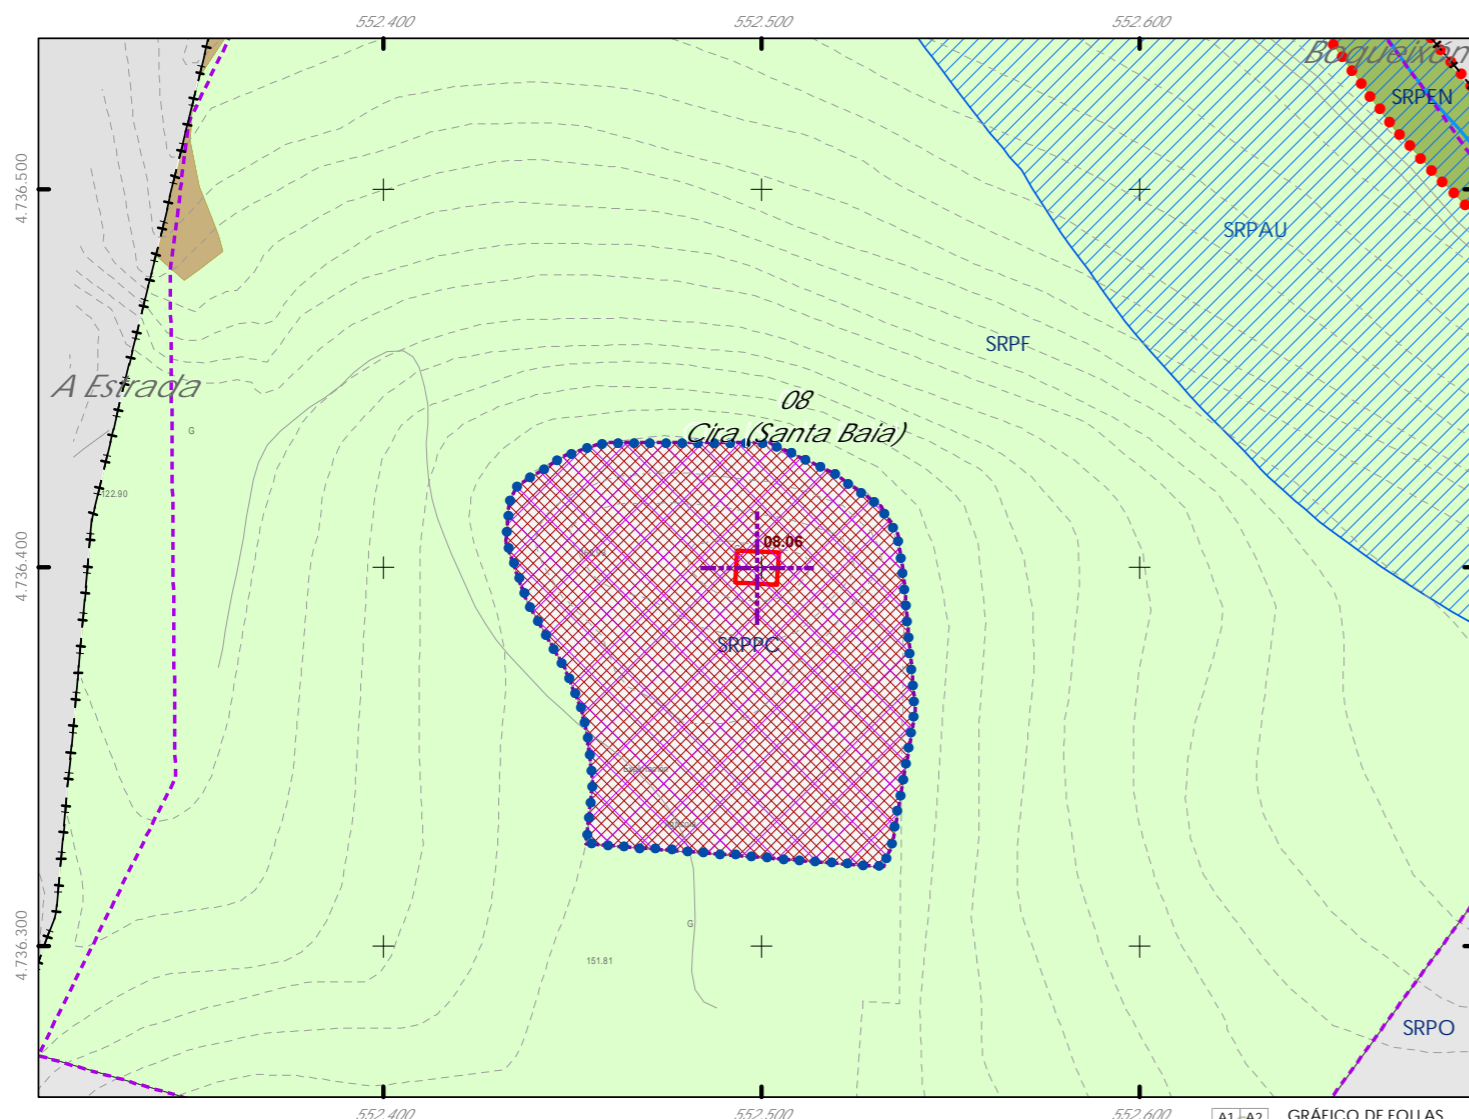 552.400
552.500
552.600
Boqueixón
SRPEN
4.736.500
SRPAU
SRPF
A Estrada
08
G
Cira (Santa Baia)
122.90
4.736.400
08.06
SRPPC
G
4.736.300
151.81
SRPO
552.400
552.500
552.600
A1 A2
GRÁFICO DE FOLLAS